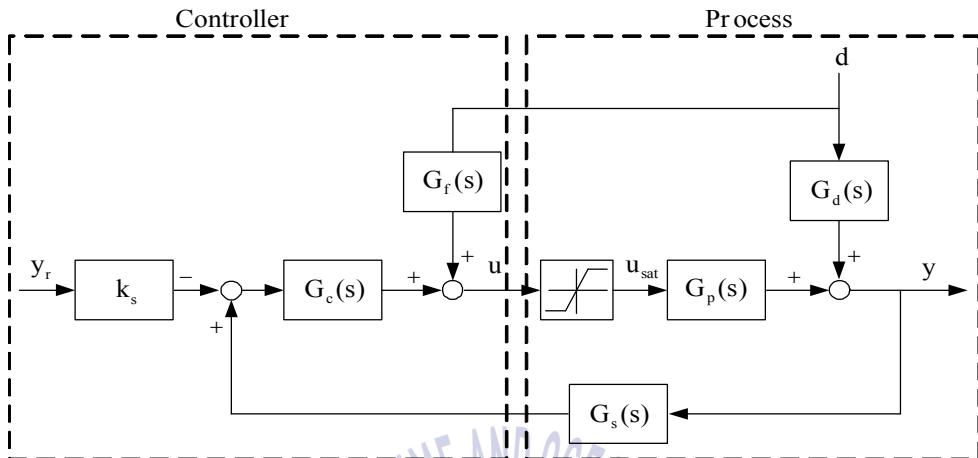 Controller
Process
d
G_f(s)
G_d(s)
y_r
k_s
−
+
G_c(s)
+
+
u
u_sat
G_p(s)
+
+
y
G_s(s)